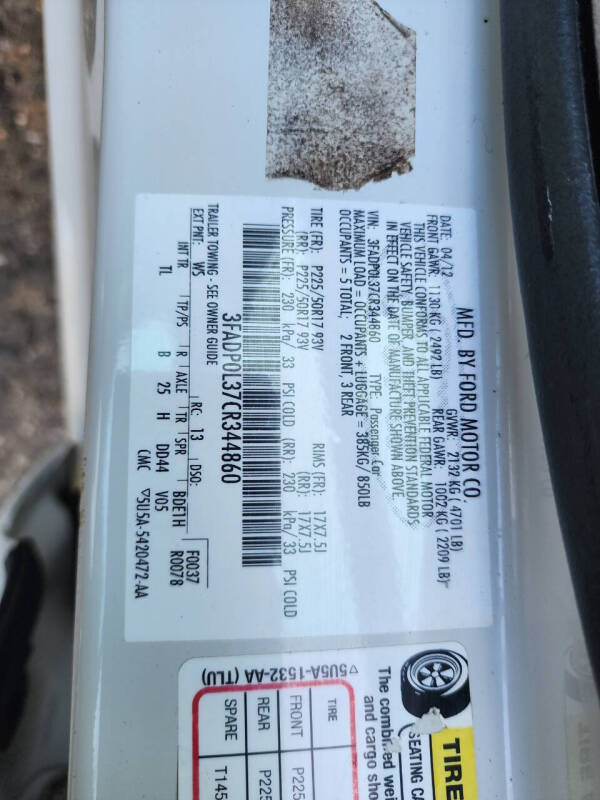 MFD. BY FORD MOTOR CO.
DATE: 04/12 GVWR: 2132 KG ( 4701 LB)
FRONT GAWR: 1130 KG ( 2492 LB) REAR GAWR: 1002 KG ( 2209 LB)
THIS VEHICLE CONFORMS TO ALL APPLICABLE FEDERAL MOTOR
VEHICLE SAFETY, BUMPER, AND THEFT PREVENTION STANDARDS
IN EFFECT ON THE DATE OF MANUFACTURE SHOWN ABOVE.
VIN: 3FADP0L37CR344860 TYPE: Passenger Car
MAXIMUM LOAD = OCCUPANTS + LUGGAGE = 385KG/ 850LB
OCCUPANTS = 5 TOTAL: 2 FRONT, 3 REAR
TIRE (FR): P225/50R17 93V RIMS (FR): 17X7.5J
(RR): P225/50R17 93V (RR): 17X7.5J
PRESSURE (FR): 230 kPa/ 33 PSI COLD (RR): 230 kPa/ 33 PSI COLD
3FADP0L37CR344860
TRAILER TOWING - SEE OWNER GUIDE
EXT PNT: WS RC: 13 DSO: F0037
INT TR TP/PS R AXLE TR SPR BDETH R0078
TL B 25 H DD44 V05
CMC ▽5U5A-5420472-AA
TIRE
SEATING CA
The combined wei
and cargo sho
TIRE
FRONT P225
REAR P225
SPARE T145
▽5U5A-1532-AA (TLU)